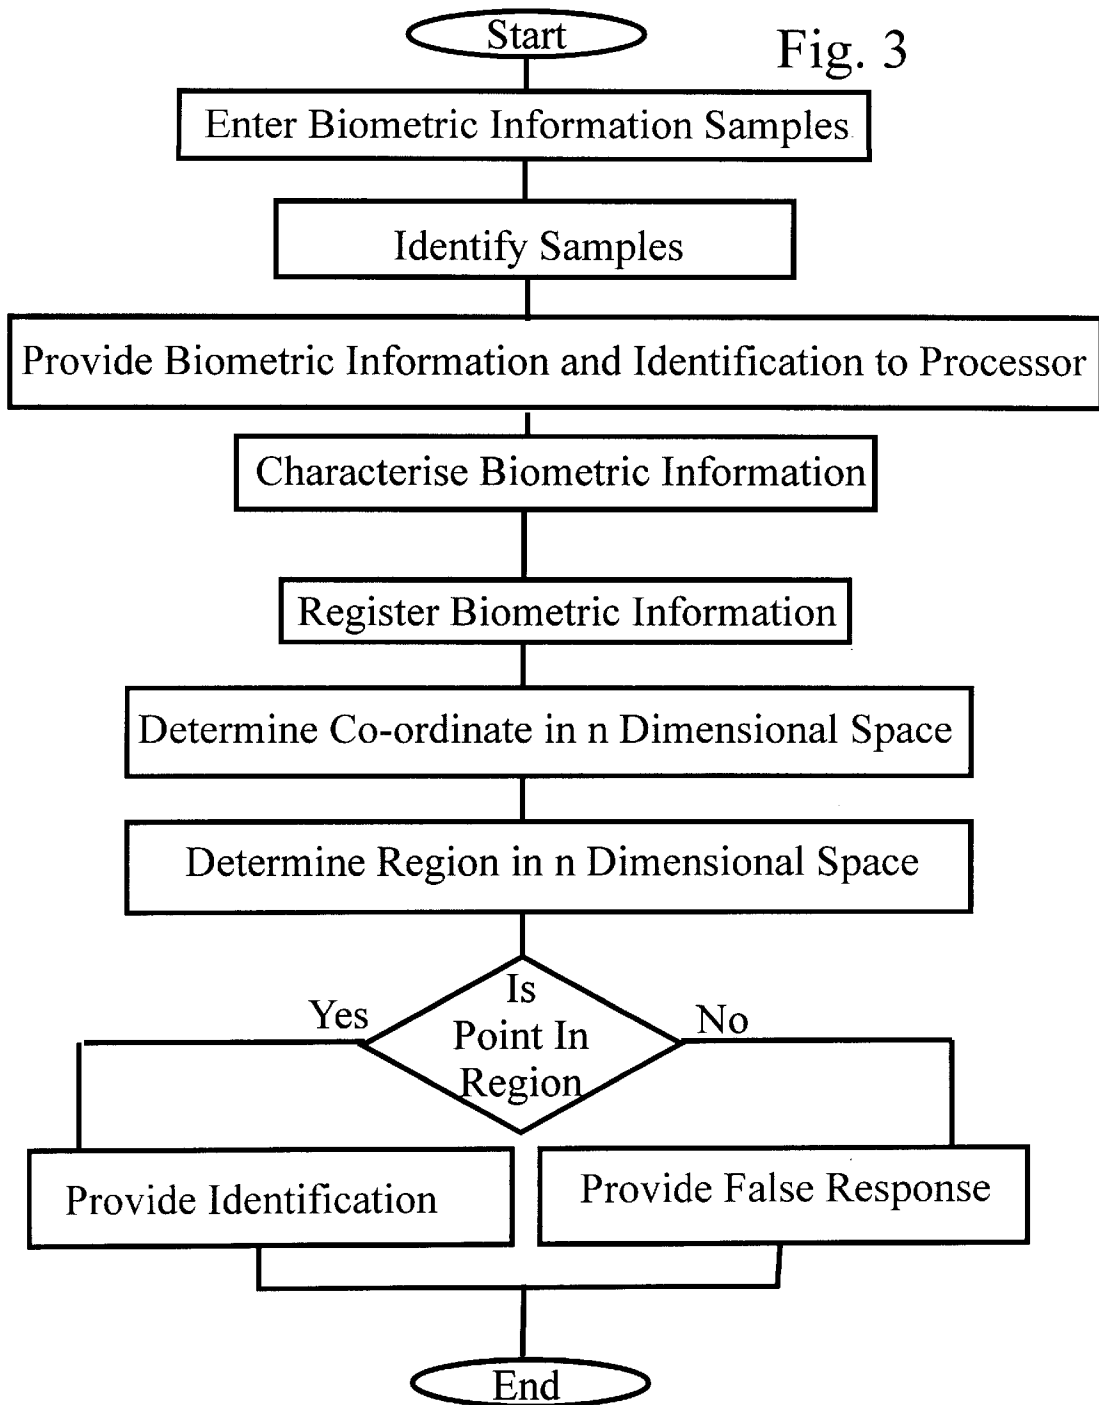 Start
Fig. 3
Enter Biometric Information Samples
Identify Samples
Provide Biometric Information and Identification to Processor
Characterise Biometric Information
Register Biometric Information
Determine Co-ordinate in n Dimensional Space
Determine Region in n Dimensional Space
Is
Point In
Region
Yes
No
Provide Identification
Provide False Response
End